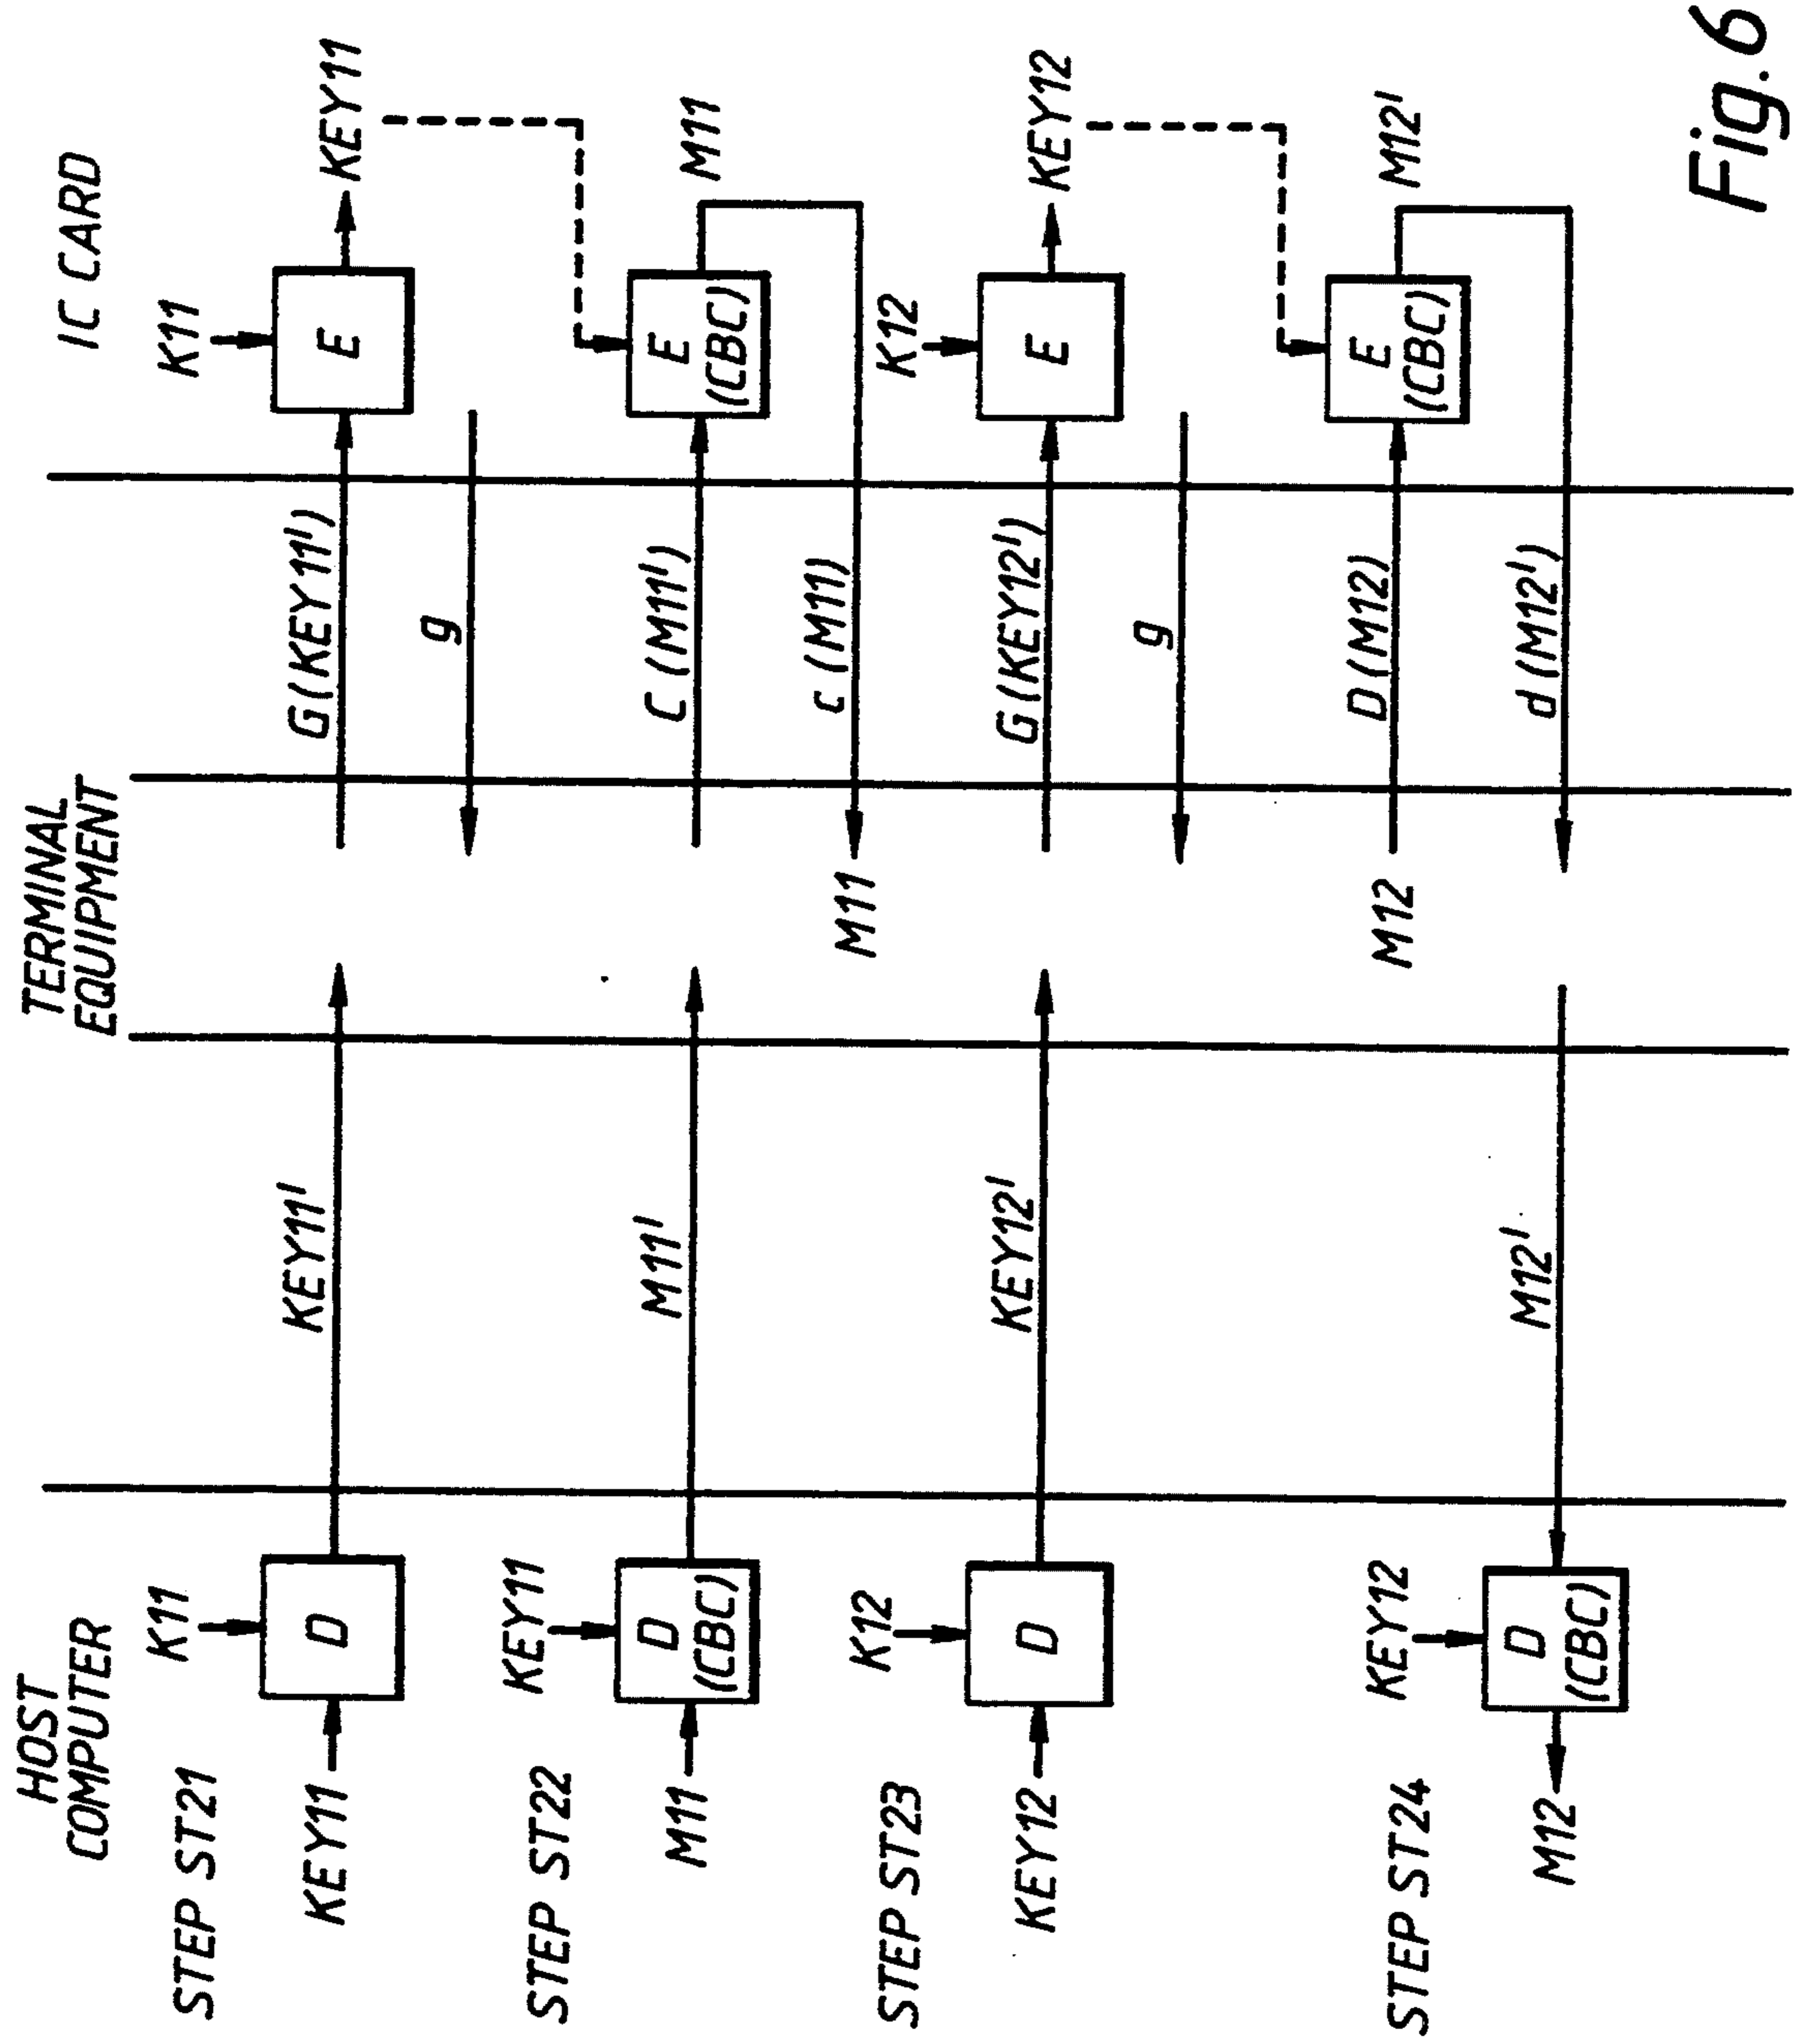 HOST
COMPUTER
TERMINAL
EQUIPMENT
IC CARD
STEP ST21
K11
K11
KEY11
D
KEY11'
G(KEY11')
E
KEY11
g
STEP ST22
KEY11
M11
D
(CBC)
M11'
C(M11')
E
(CBC)
M11
M11
c(M11)
STEP ST23
K12
K12
KEY12
D
KEY12'
G(KEY12')
E
KEY12
g
M12
D(M12)
E
(CBC)
M12'
STEP ST24
KEY12
M12
D
(CBC)
M12'
d(M12')
Fig.6